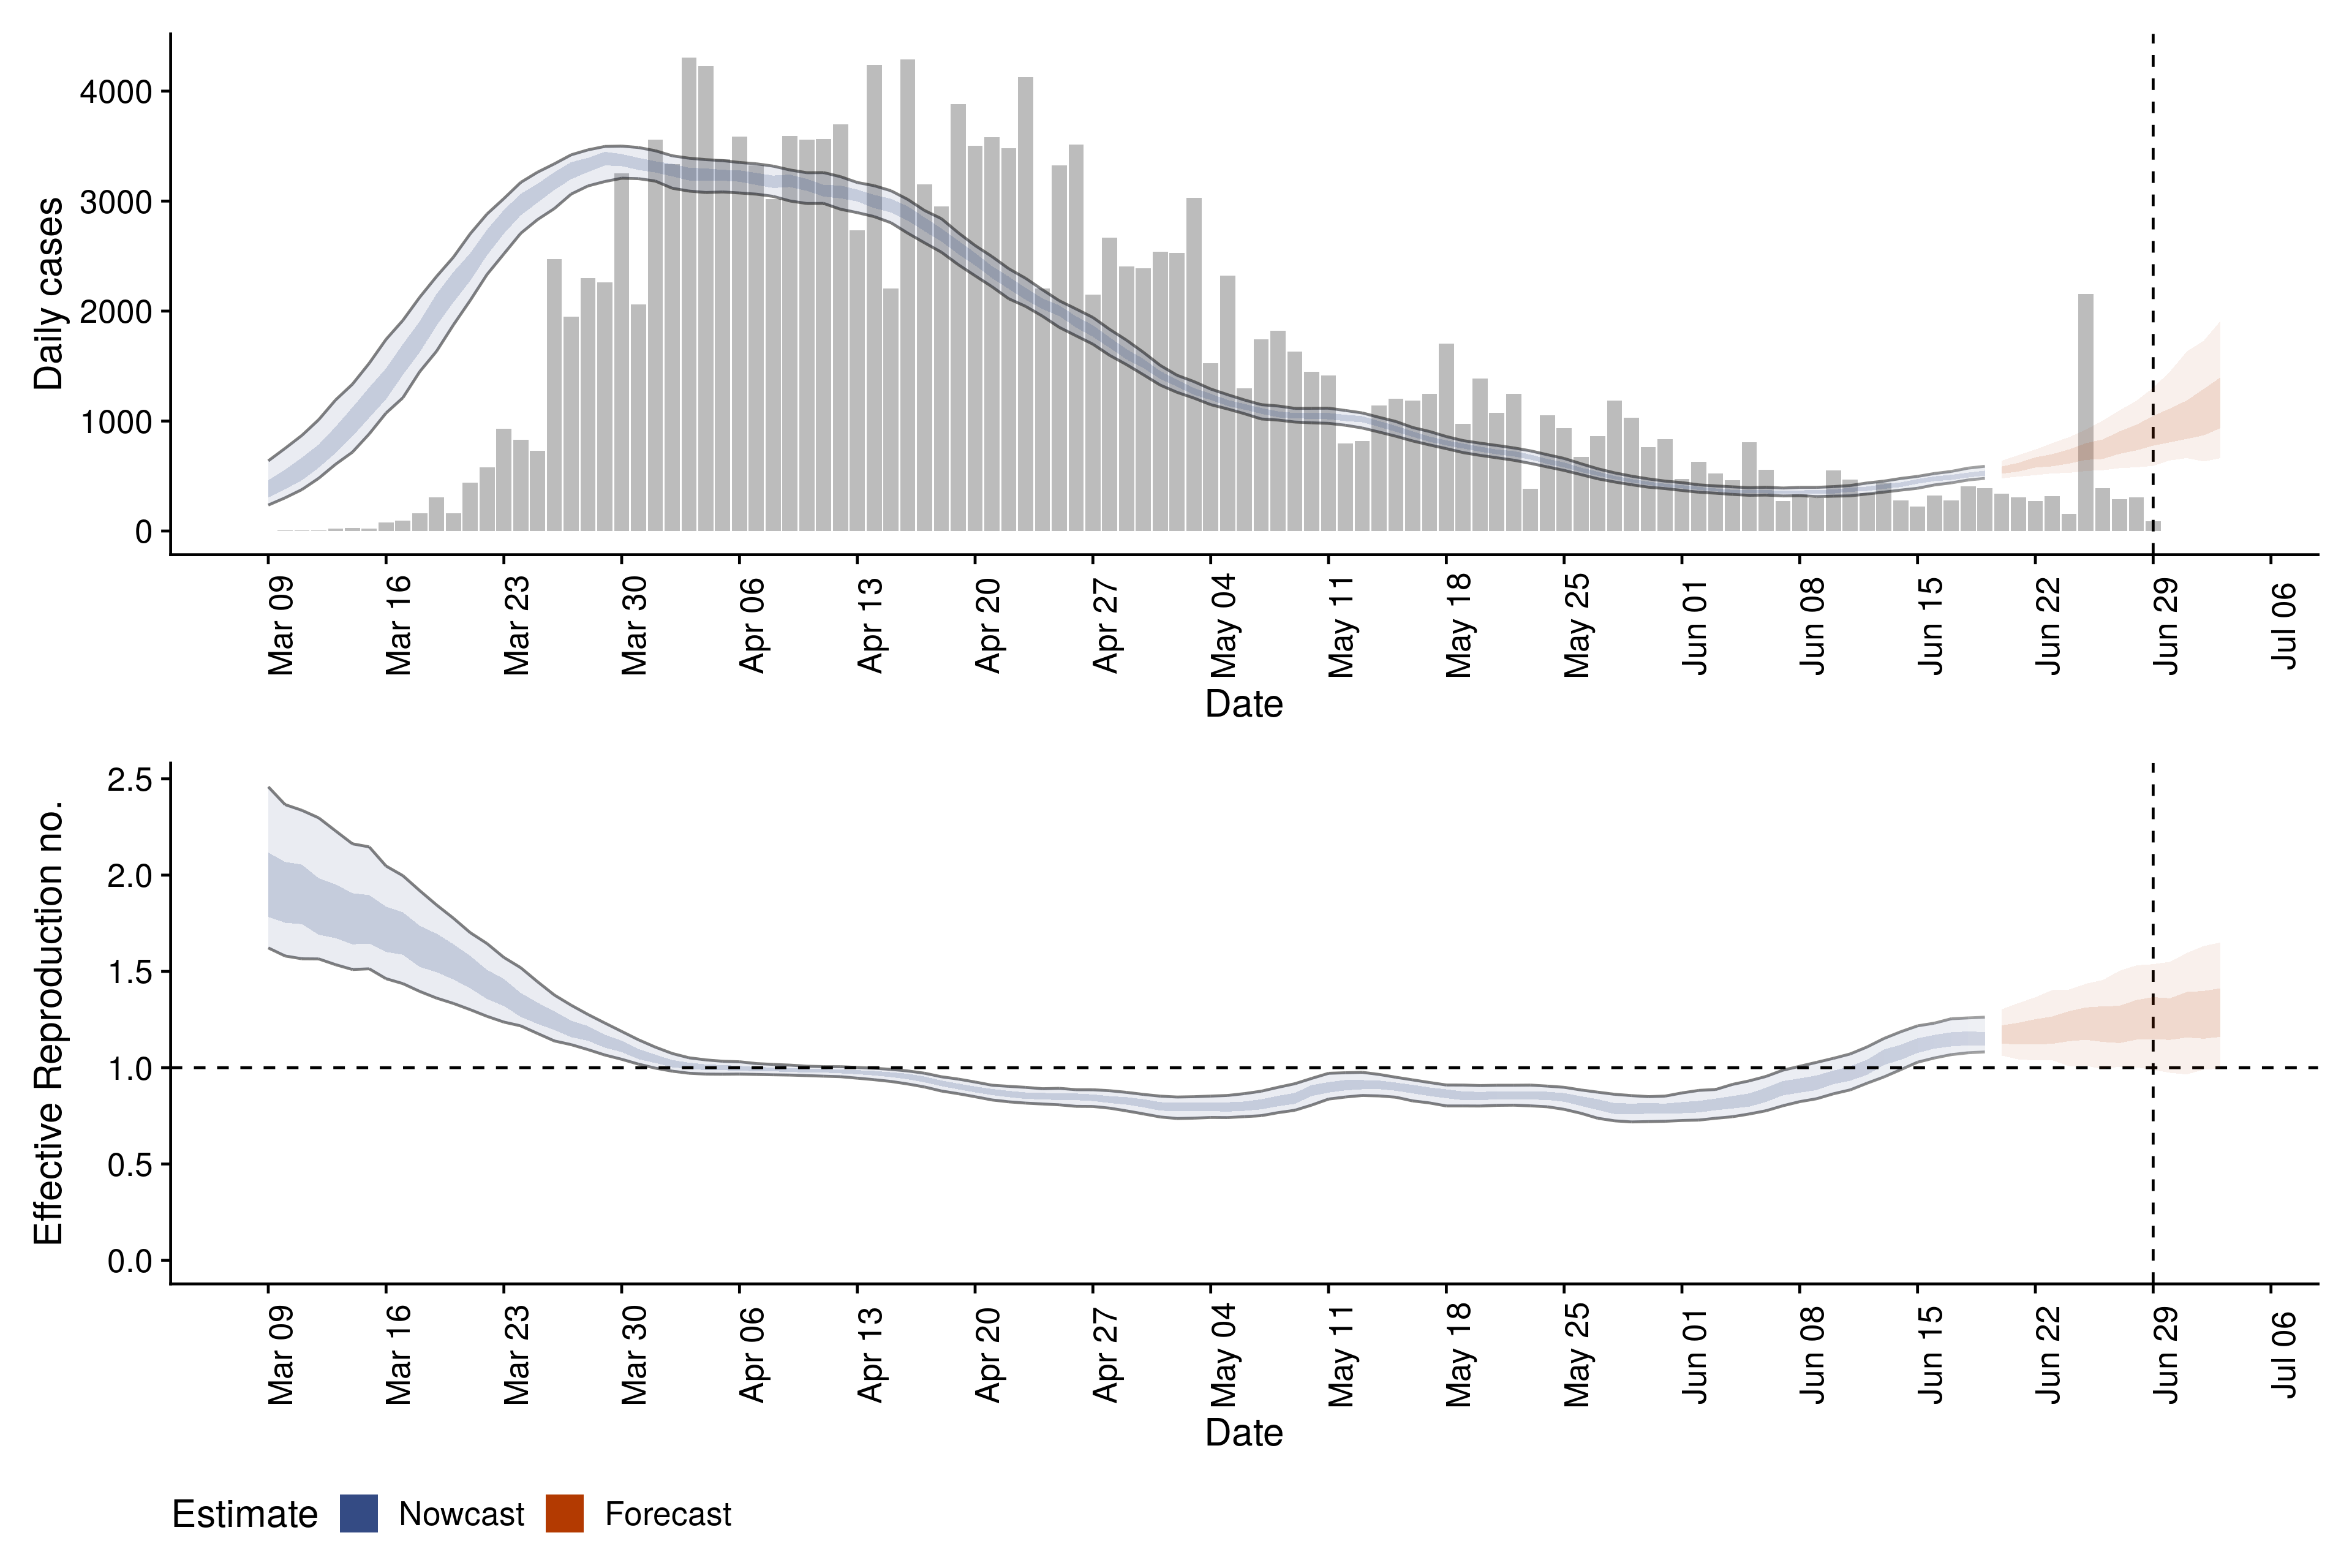 Daily cases
4000
3000
2000
1000
0
Mar 09
Mar 16
Mar 23
Mar 30
Apr 06
Apr 13
Apr 20
Apr 27
May 04
May 11
May 18
May 25
Jun 01
Jun 08
Jun 15
Jun 22
Jun 29
Jul 06
Date
Effective Reproduction no.
2.5
2.0
1.5
1.0
0.5
0.0
Mar 09
Mar 16
Mar 23
Mar 30
Apr 06
Apr 13
Apr 20
Apr 27
May 04
May 11
May 18
May 25
Jun 01
Jun 08
Jun 15
Jun 22
Jun 29
Jul 06
Date
Estimate Nowcast Forecast